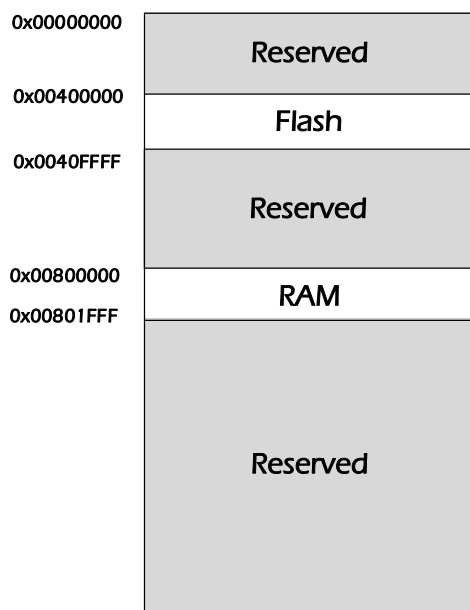 0x00000000
Reserved
0x00400000
Flash
0x0040FFFF
Reserved
0x00800000
RAM
0x00801FFF
Reserved